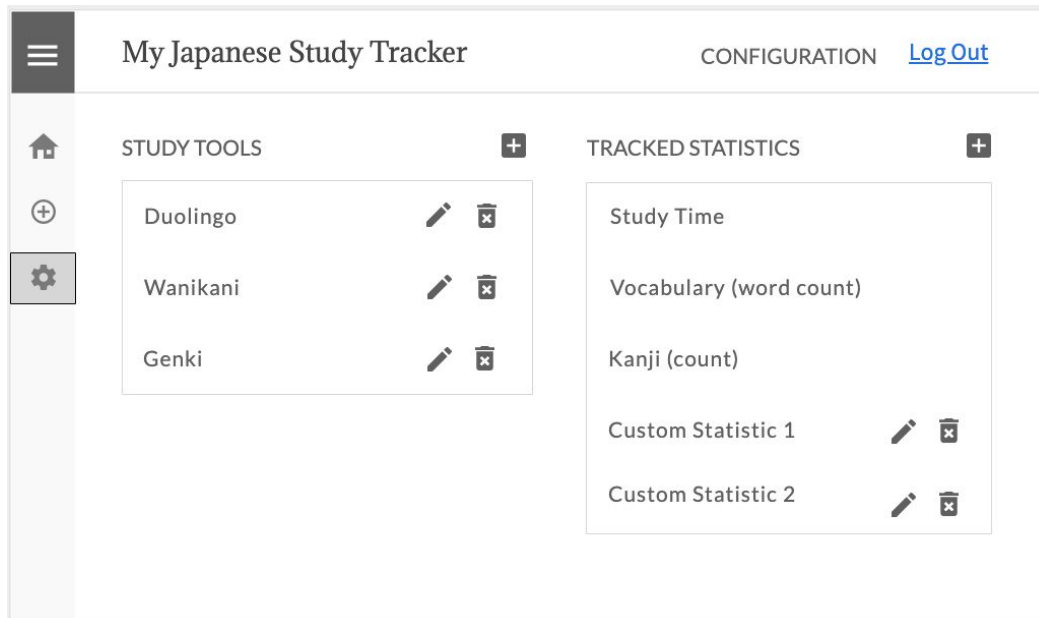 My Japanese Study Tracker
CONFIGURATION
Log Out
STUDY TOOLS
TRACKED STATISTICS
Duolingo
Wanikani
Genki
Study Time
Vocabulary (word count)
Kanji (count)
Custom Statistic 1
Custom Statistic 2